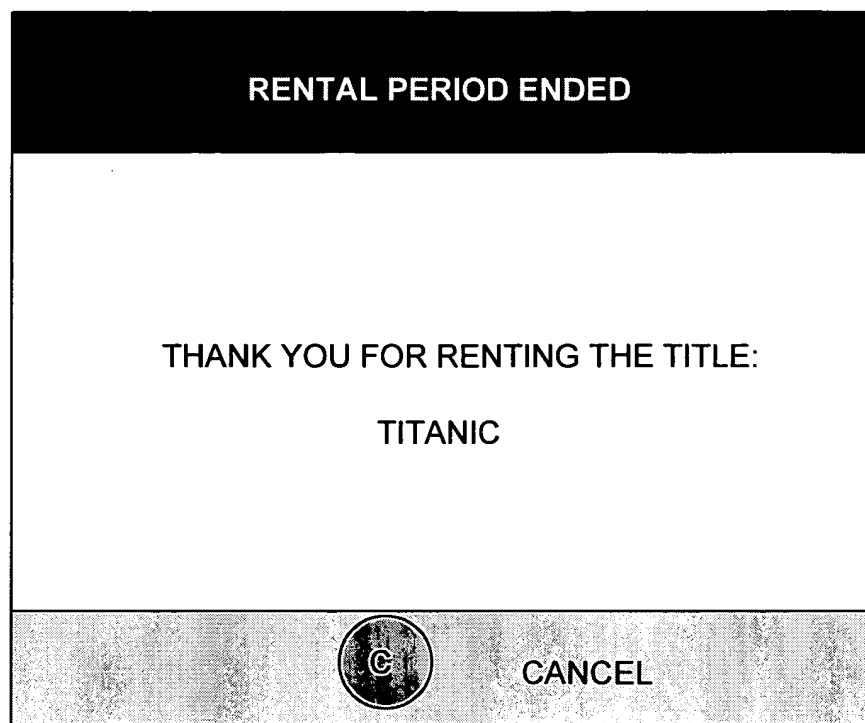 RENTAL PERIOD ENDED
THANK YOU FOR RENTING THE TITLE:
TITANIC
C CANCEL